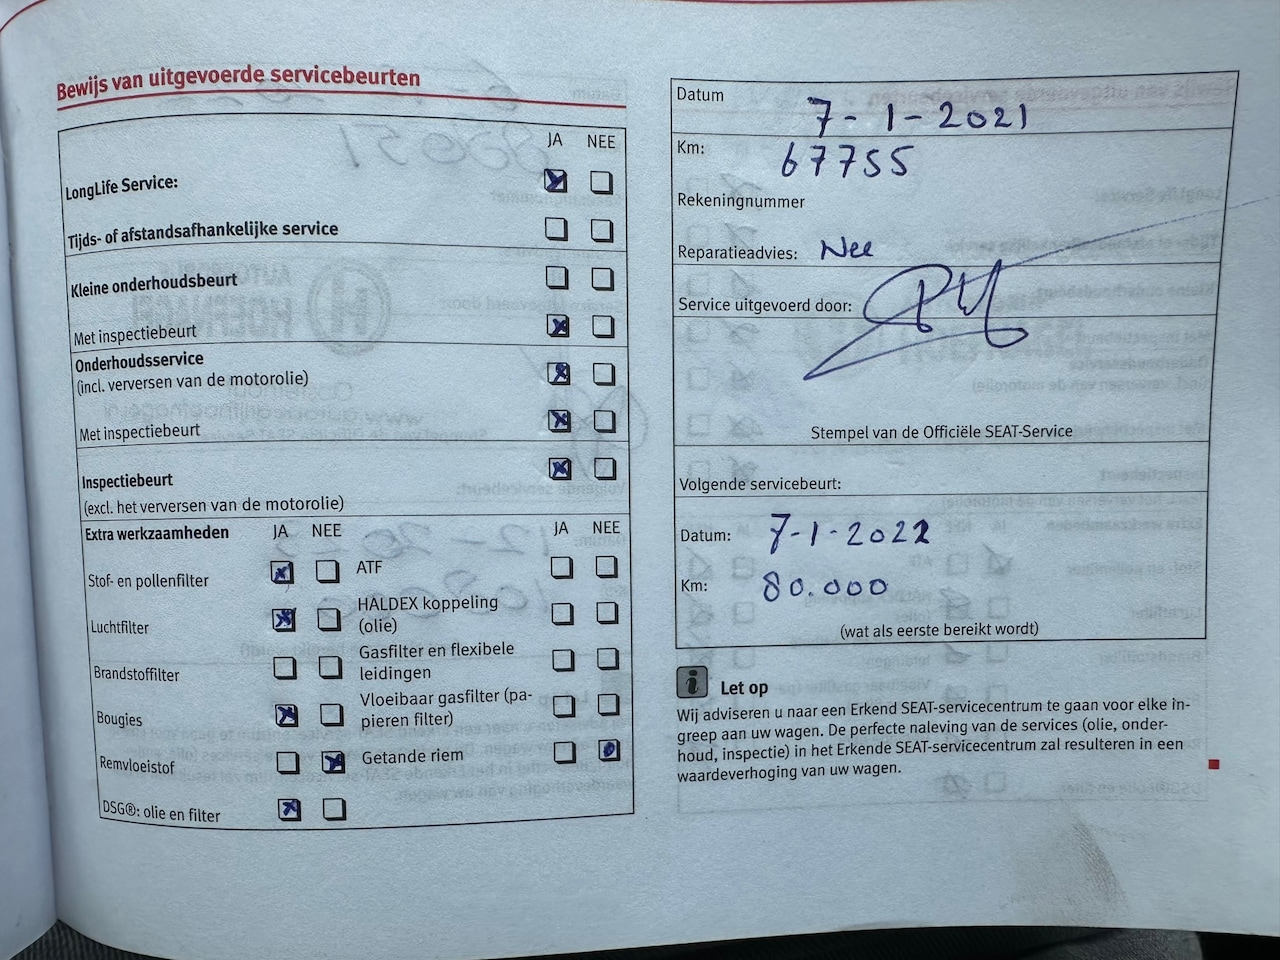 Bewijs van uitgevoerde servicebeurten
JA NEE
LongLife Service:
Tijds- of afstandsafhankelijke service
Kleine onderhoudsbeurt
Met inspectiebeurt
Onderhoudsservice
(incl. verversen van de motorolie)
Met inspectiebeurt
Inspectiebeurt
(excl. het verversen van de motorolie)
Extra werkzaamheden JA NEE JA NEE
Stof- en pollenfilter
Luchtfilter
Brandstoffilter
Bougies
Remvloeistof
DSG®: olie en filter
ATF
HALDEX koppeling
(olie)
Gasfilter en flexibele
leidingen
Vloeibaar gasfilter (pa-
pieren filter)
Getande riem
Datum 7-1-2021
Km: 67755
Rekeningnummer
Reparatieadvies: Nee
Service uitgevoerd door:
Stempel van de Officiële SEAT-Service
Volgende servicebeurt:
Datum: 7-1-2022
Km: 80.000
(wat als eerste bereikt wordt)
i Let op
Wij adviseren u naar een Erkend SEAT-servicecentrum te gaan voor elke in-
greep aan uw wagen. De perfecte naleving van de services (olie, onder-
houd, inspectie) in het Erkende SEAT-servicecentrum zal resulteren in een
waardeverhoging van uw wagen.